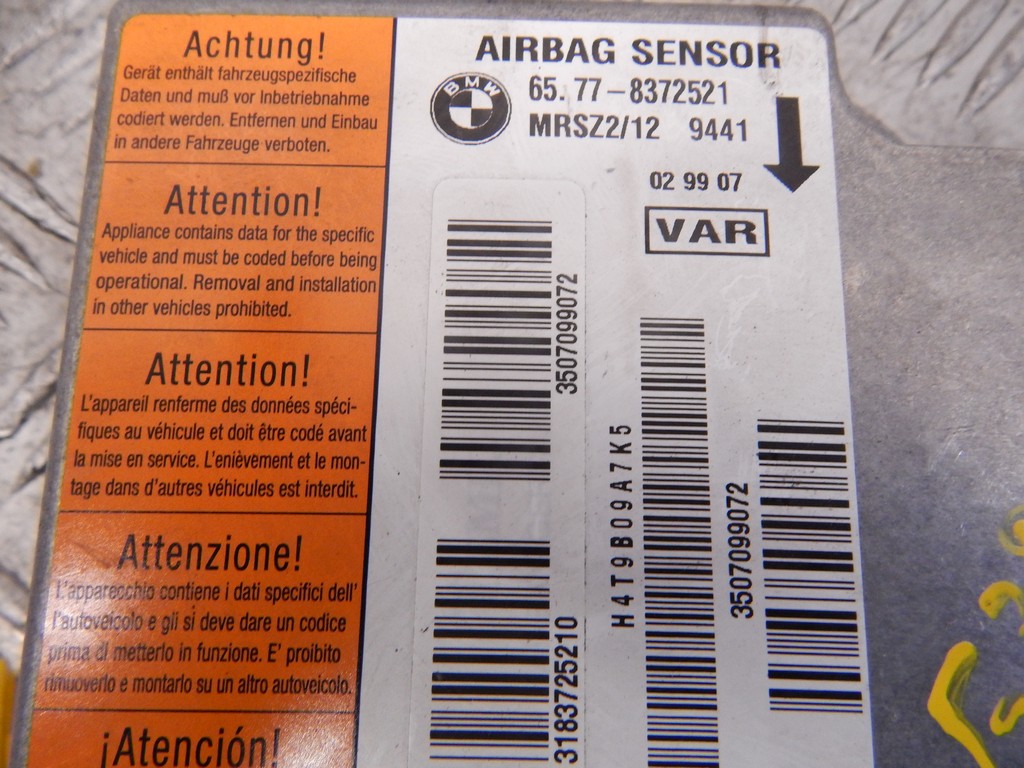 Achtung!
Gerät enthält fahrzeugspezifische
Daten und muß vor Inbetriebnahme
codiert werden. Entfernen und Einbau
in andere Fahrzeuge verboten.
Attention!
Appliance contains data for the specific
vehicle and must be coded before being
operational. Removal and installation
in other vehicles prohibited.
Attention!
L'appareil renferme des données spéci-
fiques au véhicule et doit être codé avant
la mise en service. L'enièvement et le mon-
tage dans d'autres véhicules est interdit.
Attenzione!
L'apparecchio contiene i dati specifici dell'
l'autoveicolo e gli si deve dare un codice
prima di metterlo in funzione. E' proibito
rimuoverlo e montarlo su un altro autoveicolo.
¡Atención!
AIRBAG SENSOR
BMW
65.77-8372521
MRSZ2/12 9441
02 99 07
VAR
3507099072
3183725210
H4T9B09A7K5
3507099072